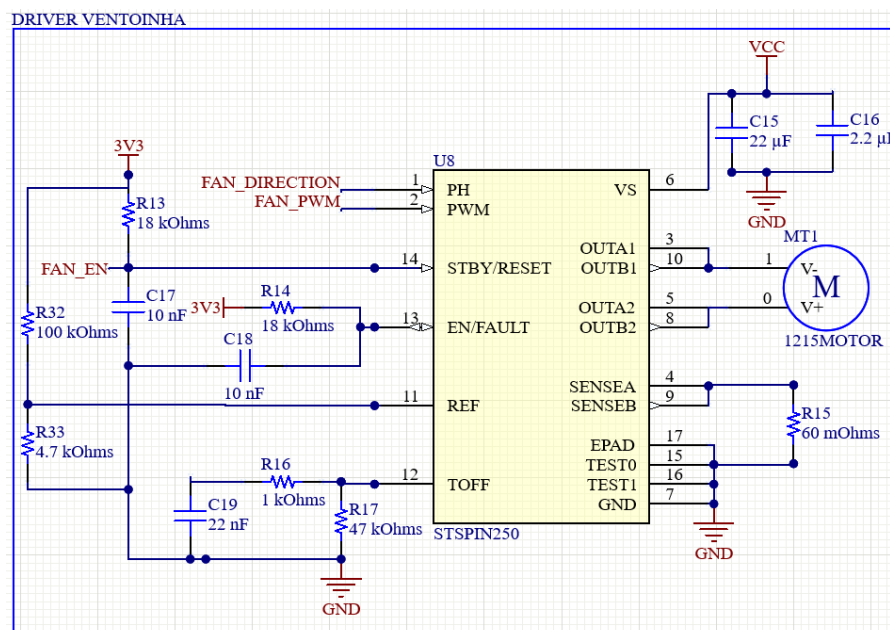 DRIVER VENTOINHA
VCC
C15
22 µF
C16
2.2 µF
3V3
R13
18 kOhms
FAN_DIRECTION
FAN_PWM
FAN_EN
U8
1 PH
2 PWM
14 STBY/RESET
13 EN/FAULT
11 REF
12 TOFF
VS 6
OUTA1 3
OUTB1 10
OUTA2 5
OUTB2 8
SENSEA 4
SENSEB 9
EPAD 17
TEST0 15
TEST1 16
GND 7
STSPIN250
GND
MT1
1 V-
M
0 V+
1215MOTOR
C17
10 nF
3V3
R14
18 kOhms
R32
100 kOhms
C18
10 nF
R33
4.7 kOhms
R15
60 mOhms
R16
1 kOhms
C19
22 nF
R17
47 kOhms
GND
GND